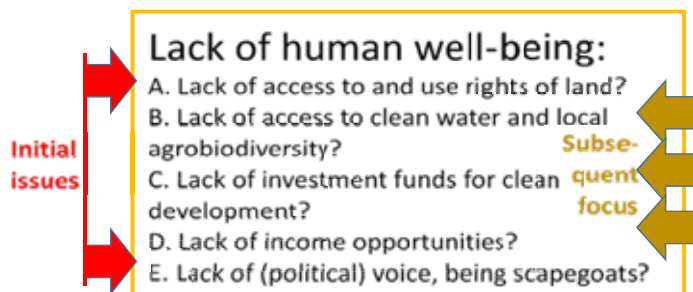 Lack of human well-being:
A. Lack of access to and use rights of land?
B. Lack of access to clean water and local
agrobiodiversity?
C. Lack of investment funds for clean
development?
D. Lack of income opportunities?
E. Lack of (political) voice, being scapegoats?
Initial
issues
Subse-
quent
focus